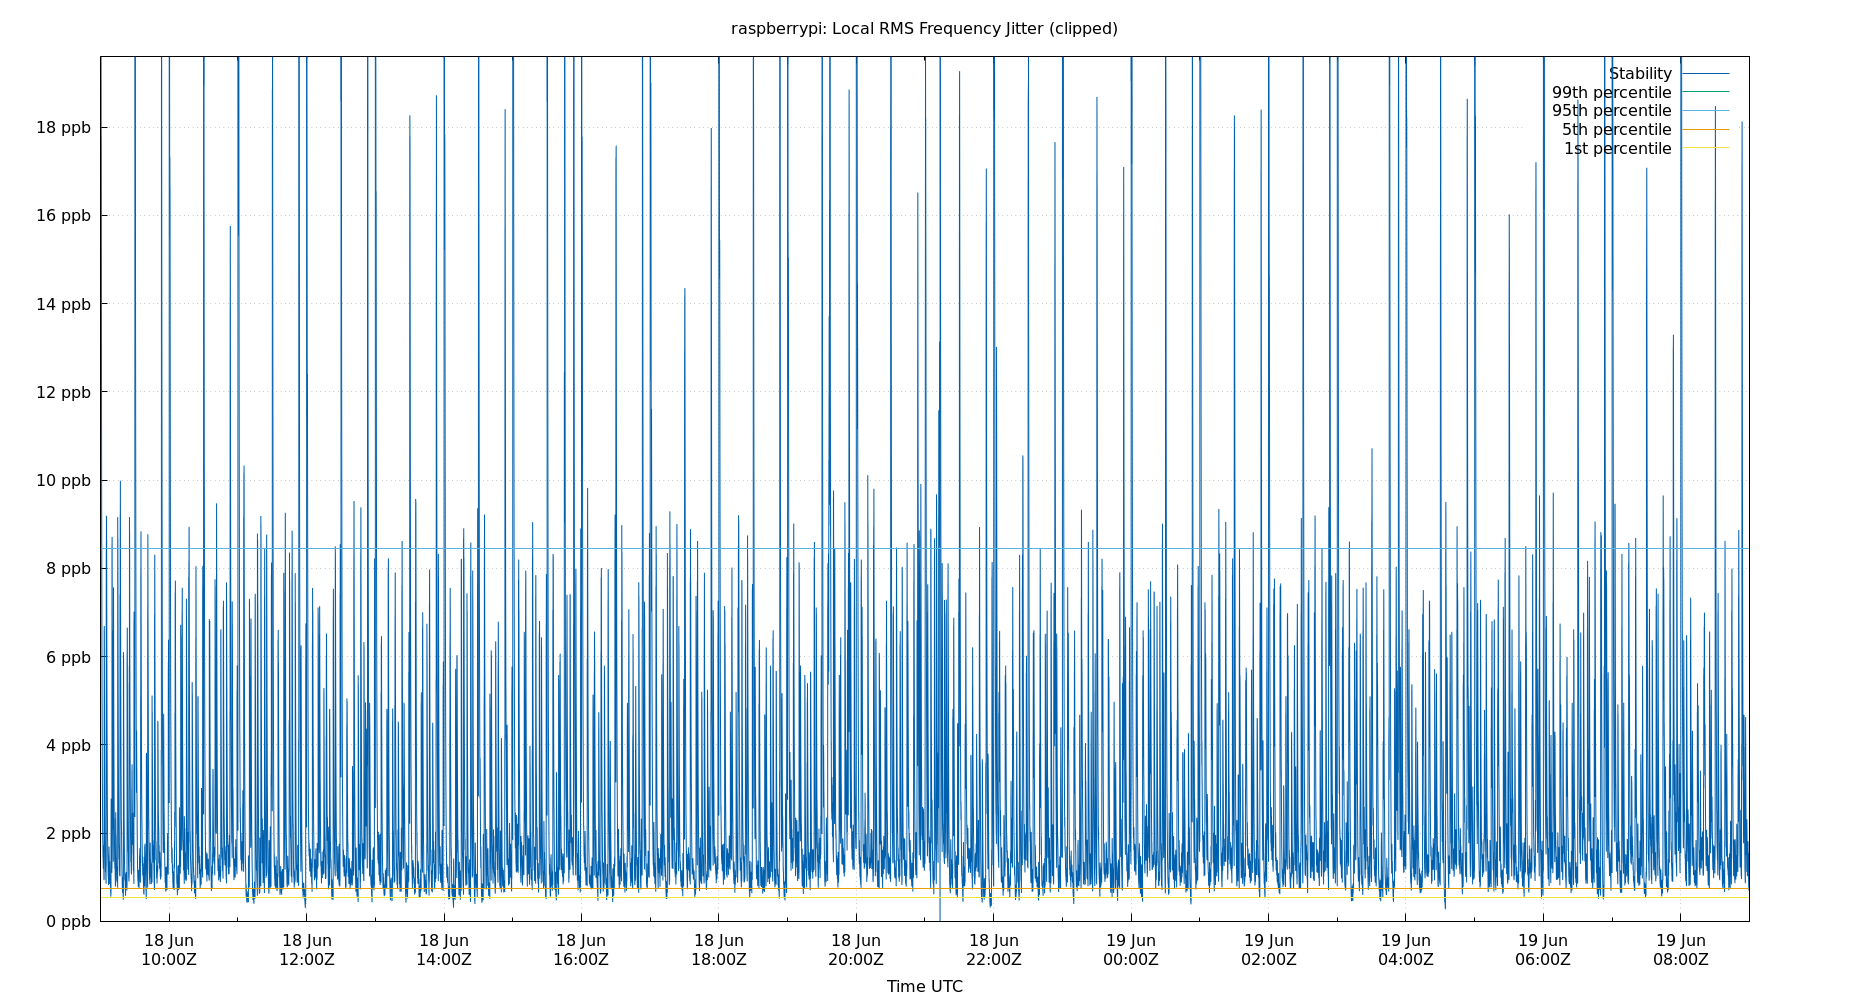 raspberrypi: Local RMS Frequency Jitter (clipped)
Stability
99th percentile
95th percentile
5th percentile
1st percentile
18 ppb
16 ppb
14 ppb
12 ppb
10 ppb
8 ppb
6 ppb
4 ppb
2 ppb
0 ppb
18 Jun 18 Jun 18 Jun 18 Jun 18 Jun 18 Jun 18 Jun 19 Jun 19 Jun 19 Jun 19 Jun 19 Jun
10:00Z 12:00Z 14:00Z 16:00Z 18:00Z 20:00Z 22:00Z 00:00Z 02:00Z 04:00Z 06:00Z 08:00Z
Time UTC